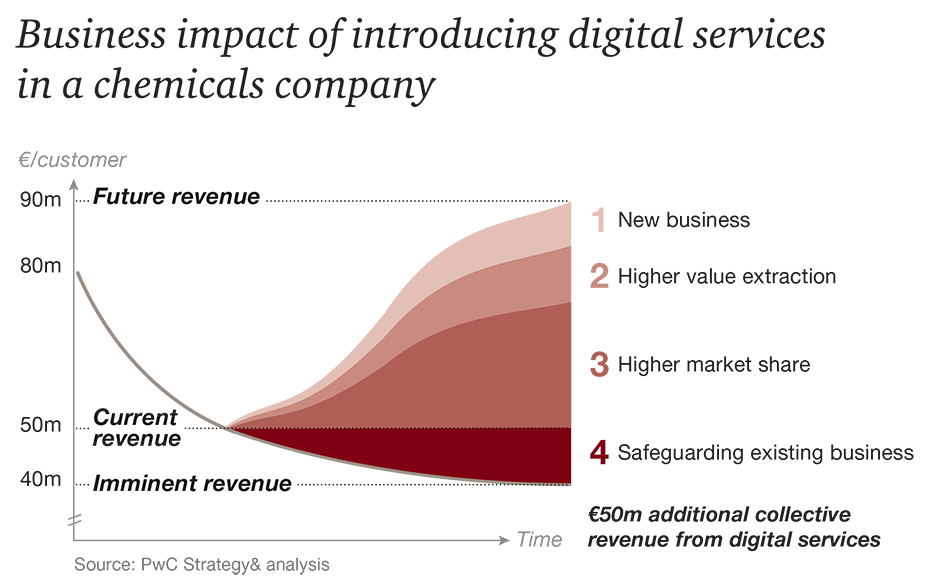 Business impact of introducing digital services
in a chemicals company
€/customer
90m
Future revenue
80m
50m
Current
revenue
40m
Imminent revenue
1 New business
2 Higher value extraction
3 Higher market share
4 Safeguarding existing business
€50m additional collective
revenue from digital services
Time
Source: PwC Strategy& analysis